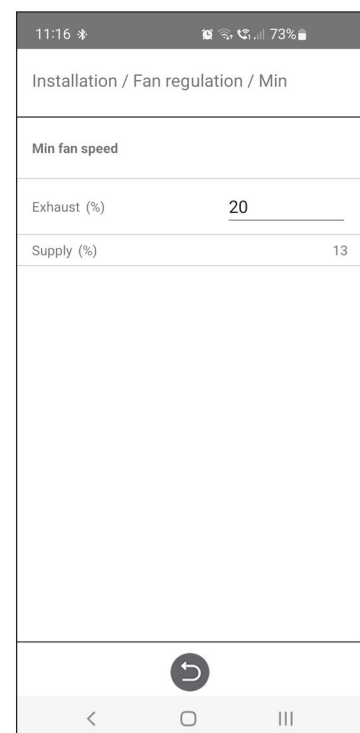 11:16 73%
Installation / Fan regulation / Min
Min fan speed
Exhaust (%) 20
Supply (%) 13